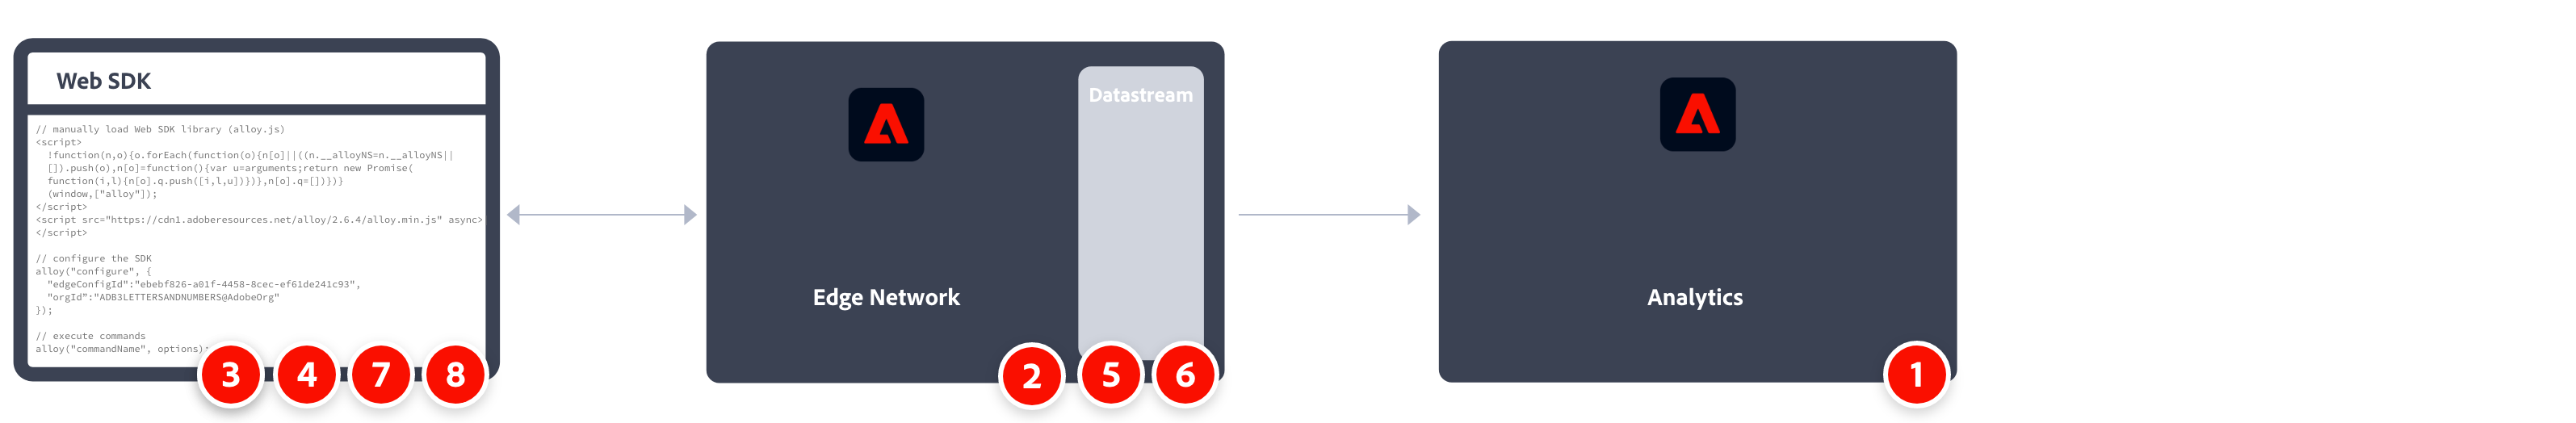 Web SDK
// manually load Web SDK library (alloy.js)
<script>
!function(n,o){o.forEach(function(o){n[o]||((n.__alloyNS=n.__alloyNS||
[]).push(o),n[o]=function(){var u=arguments;return new Promise(
function(i,l){n[o].q.push([i,l,u])})},n[o].q=[])})}
(window,["alloy"]);
</script>
<script src="https://cdn1.adoberesources.net/alloy/2.6.4/alloy.min.js" async>
</script>
// configure the SDK
alloy("configure", {
"edgeConfigId":"ebebf826-a01f-4458-8cec-ef61de241c93",
"orgId":"ADB3LETTERSANDNUMBERS@AdobeOrg"
});
// execute commands
alloy("commandName", options);
3 4 7 8
Datastream
Edge Network
2 5 6
Analytics
1